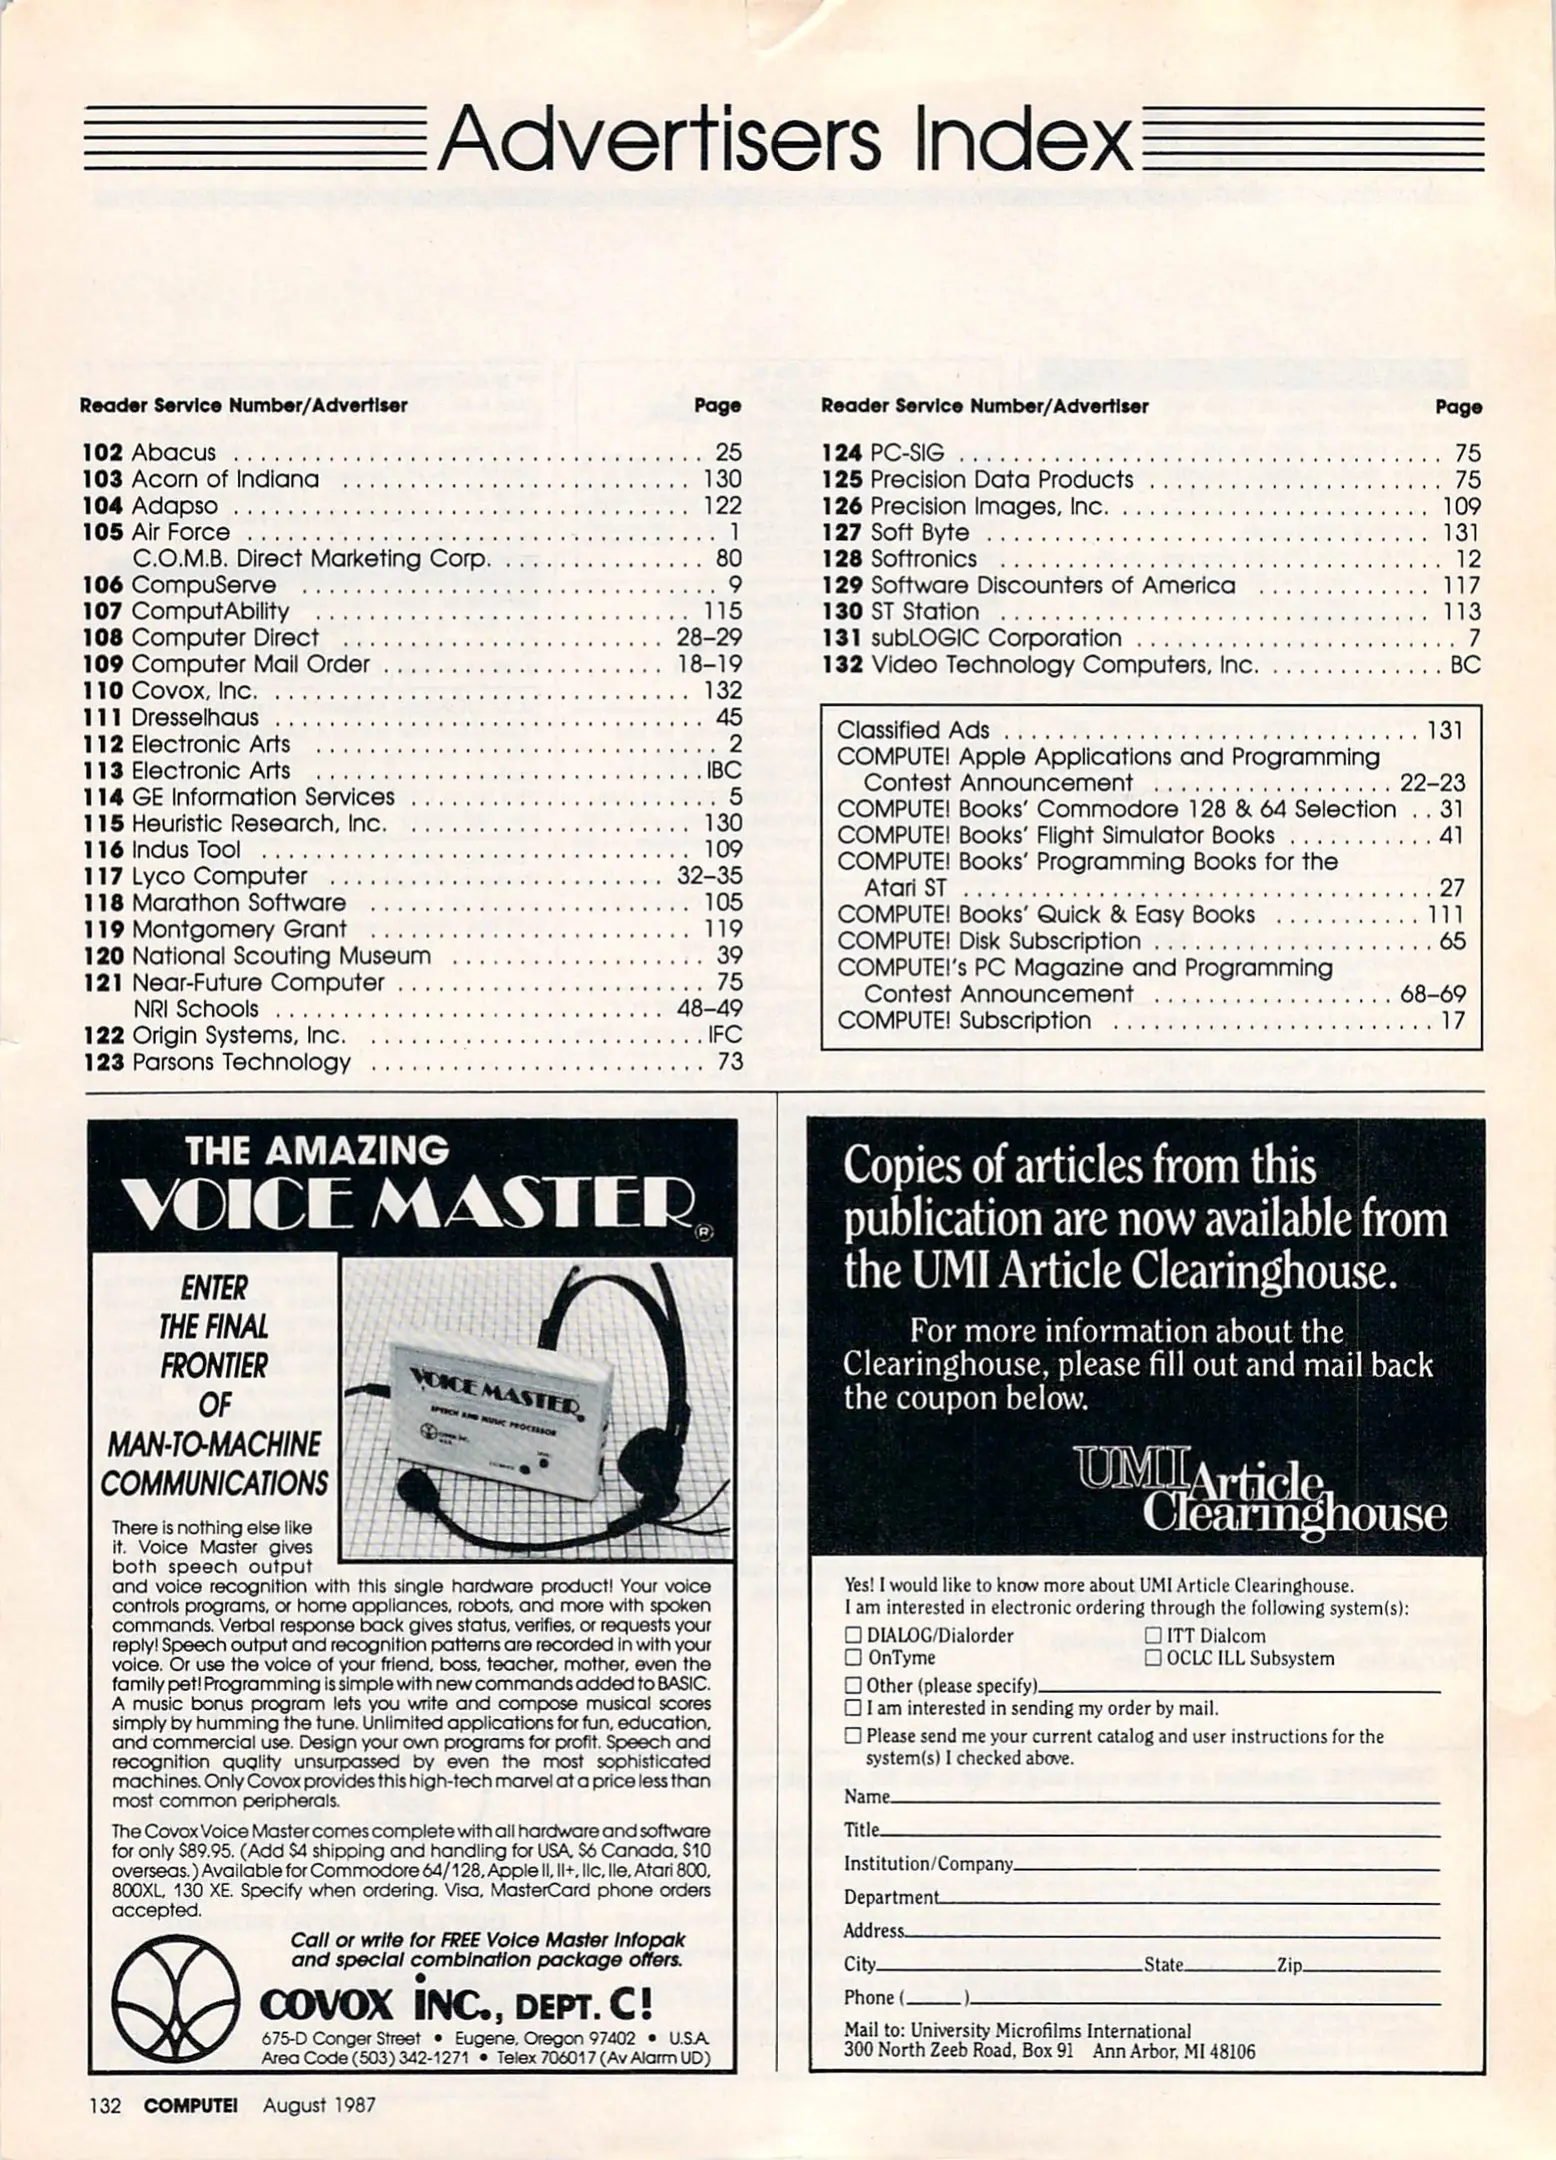 Advertisers Index
Reader Service Number/Advertiser Page
102 Abacus . . . . . 25
103 Acorn of Indiana . . . . . 130
104 Adapso . . . . . 122
105 Air Force . . . . . 1
C.O.M.B. Direct Marketing Corp. . . . . . 80
106 CompuServe . . . . . 9
107 ComputAbility . . . . . 115
108 Computer Direct . . . . . 28–29
109 Computer Mail Order . . . . . 18–19
110 Covox, Inc. . . . . . 132
111 Dresselhaus . . . . . 45
112 Electronic Arts . . . . . 2
113 Electronic Arts . . . . . IBC
114 GE Information Services . . . . . 5
115 Heuristic Research, Inc. . . . . . 130
116 Indus Tool . . . . . 109
117 Lyco Computer . . . . . 32–35
118 Marathon Software . . . . . 105
119 Montgomery Grant . . . . . 119
120 National Scouting Museum . . . . . 39
121 Near-Future Computer . . . . . 75
NRI Schools . . . . . 48–49
122 Origin Systems, Inc. . . . . . IFC
123 Parsons Technology . . . . . 73
Reader Service Number/Advertiser Page
124 PC-SIG . . . . . 75
125 Precision Data Products . . . . . 75
126 Precision Images, Inc. . . . . . 109
127 Soft Byte . . . . . 131
128 Softronics . . . . . 12
129 Software Discounters of America . . . . . 117
130 ST Station . . . . . 113
131 subLOGIC Corporation . . . . . 7
132 Video Technology Computers, Inc. . . . . . BC
Classified Ads . . . . . 131
COMPUTE! Apple Applications and Programming
Contest Announcement . . . . . 22–23
COMPUTE! Books' Commodore 128 & 64 Selection . . 31
COMPUTE! Books' Flight Simulator Books . . . . . 41
COMPUTE! Books' Programming Books for the
Atari ST . . . . . 27
COMPUTE! Books' Quick & Easy Books . . . . . 111
COMPUTE! Disk Subscription . . . . . 65
COMPUTE!'s PC Magazine and Programming
Contest Announcement . . . . . 68–69
COMPUTE! Subscription . . . . . 17
THE AMAZING
VOICE MASTER®
ENTER
THE FINAL
FRONTIER
OF
MAN-TO-MACHINE
COMMUNICATIONS
VOICE MASTER®
SPEECH AND MUSIC PROCESSOR
There is nothing else like
it. Voice Master gives
both speech output
and voice recognition with this single hardware product! Your voice
controls programs, or home appliances, robots, and more with spoken
commands. Verbal response back gives status, verifies, or requests your
reply! Speech output and recognition patterns are recorded in with your
voice. Or use the voice of your friend, boss, teacher, mother, even the
family pet! Programming is simple with new commands added to BASIC.
A music bonus program lets you write and compose musical scores
simply by humming the tune. Unlimited applications for fun, education,
and commercial use. Design your own programs for profit. Speech and
recognition quality unsurpassed by even the most sophisticated
machines. Only Covox provides this high-tech marvel at a price less than
most common peripherals.
The Covox Voice Master comes complete with all hardware and software
for only $89.95. (Add $4 shipping and handling for USA, $6 Canada, $10
overseas.) Available for Commodore 64/128, Apple II, II+, IIc, IIe, Atari 800,
800XL, 130 XE. Specify when ordering. Visa, MasterCard phone orders
accepted.
Call or write for FREE Voice Master Infopak
and special combination package offers.
COVOX INC., DEPT. C!
675-D Conger Street • Eugene, Oregon 97402 • U.S.A.
Area Code (503) 342-1271 • Telex 706017 (Av Alarm UD)
Copies of articles from this
publication are now available from
the UMI Article Clearinghouse.
For more information about the
Clearinghouse, please fill out and mail back
the coupon below.
UMI Article
Clearinghouse
Yes! I would like to know more about UMI Article Clearinghouse.
I am interested in electronic ordering through the following system(s):
☐ DIALOG/Dialorder ☐ ITT Dialcom
☐ OnTyme ☐ OCLC ILL Subsystem
☐ Other (please specify)
☐ I am interested in sending my order by mail.
☐ Please send me your current catalog and user instructions for the
system(s) I checked above.
Name
Title
Institution/Company
Department
Address
City State Zip
Phone ( )
Mail to: University Microfilms International
300 North Zeeb Road, Box 91 Ann Arbor, MI 48106
132 COMPUTE! August 1987